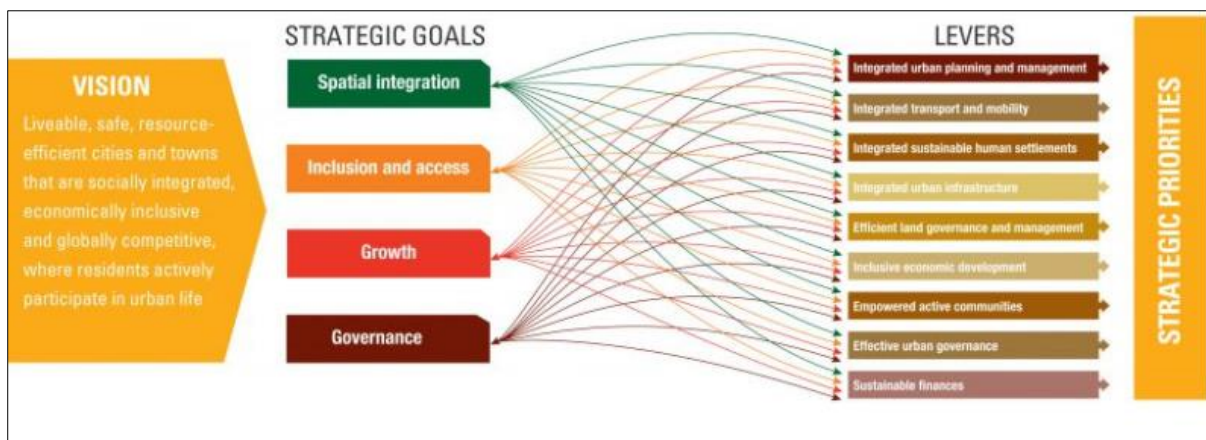 VISION
Liveable, safe, resource-
efficient cities and towns
that are socially integrated,
economically inclusive
and globally competitive,
where residents actively
participate in urban life
STRATEGIC GOALS
Spatial integration
Inclusion and access
Growth
Governance
LEVERS
Integrated urban planning and management
Integrated transport and mobility
Integrated sustainable human settlements
Integrated urban infrastructure
Efficient land governance and management
Inclusive economic development
Empowered active communities
Effective urban governance
Sustainable finances
STRATEGIC PRIORITIES